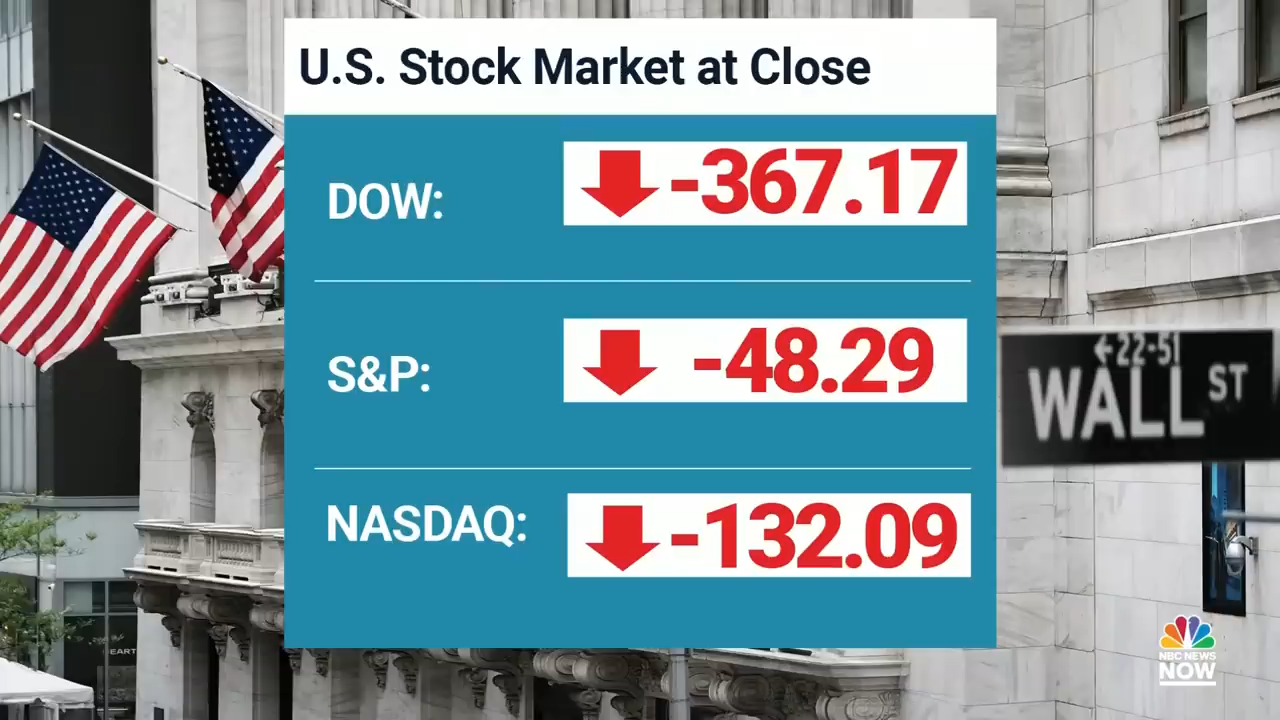 U.S. Stock Market at Close
DOW:
-367.17
S&P:
-48.29
NASDAQ:
-132.09
←22-51
WALL ST
EART
NBC NEWS
NOW